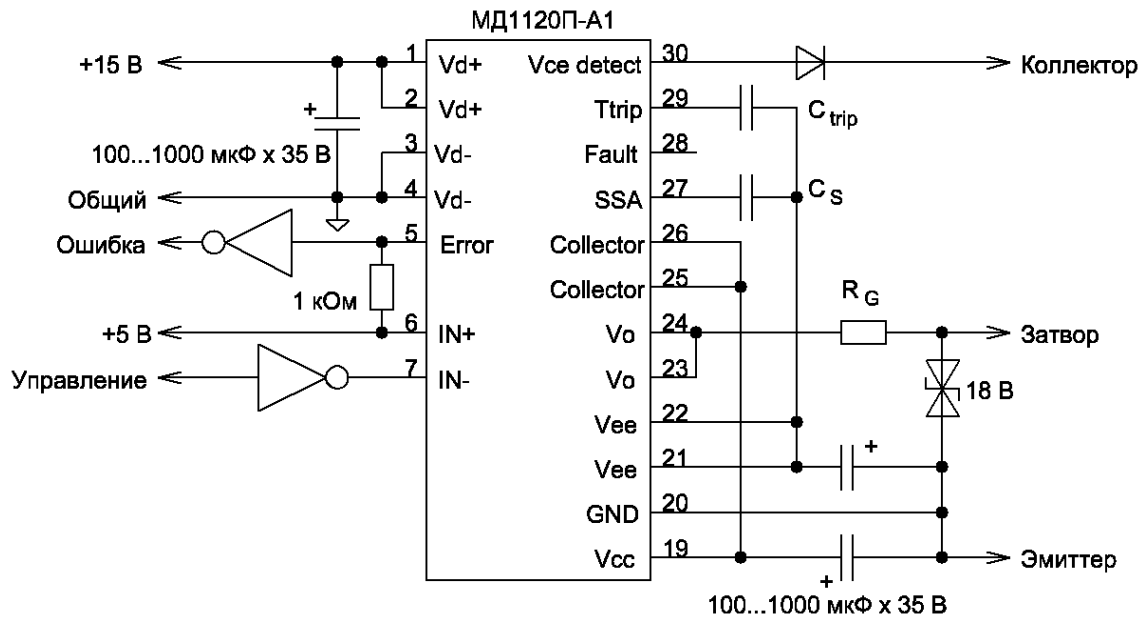 МД1120П-А1
+15 В
1 Vd+
Vce detect 30
Коллектор
2 Vd+
Ttrip 29
C trip
+
100...1000 мкФ x 35 В
3 Vd-
Fault 28
Общий
4 Vd-
SSA 27
C S
Ошибка
5 Error
Collector 26
1 кОм
Collector 25
R G
+5 В
6 IN+
Vo 24
Затвор
Управление
7 IN-
Vo 23
18 В
Vee 22
Vee 21
+
GND 20
Vcc 19
Эмиттер
+
100...1000 мкФ x 35 В